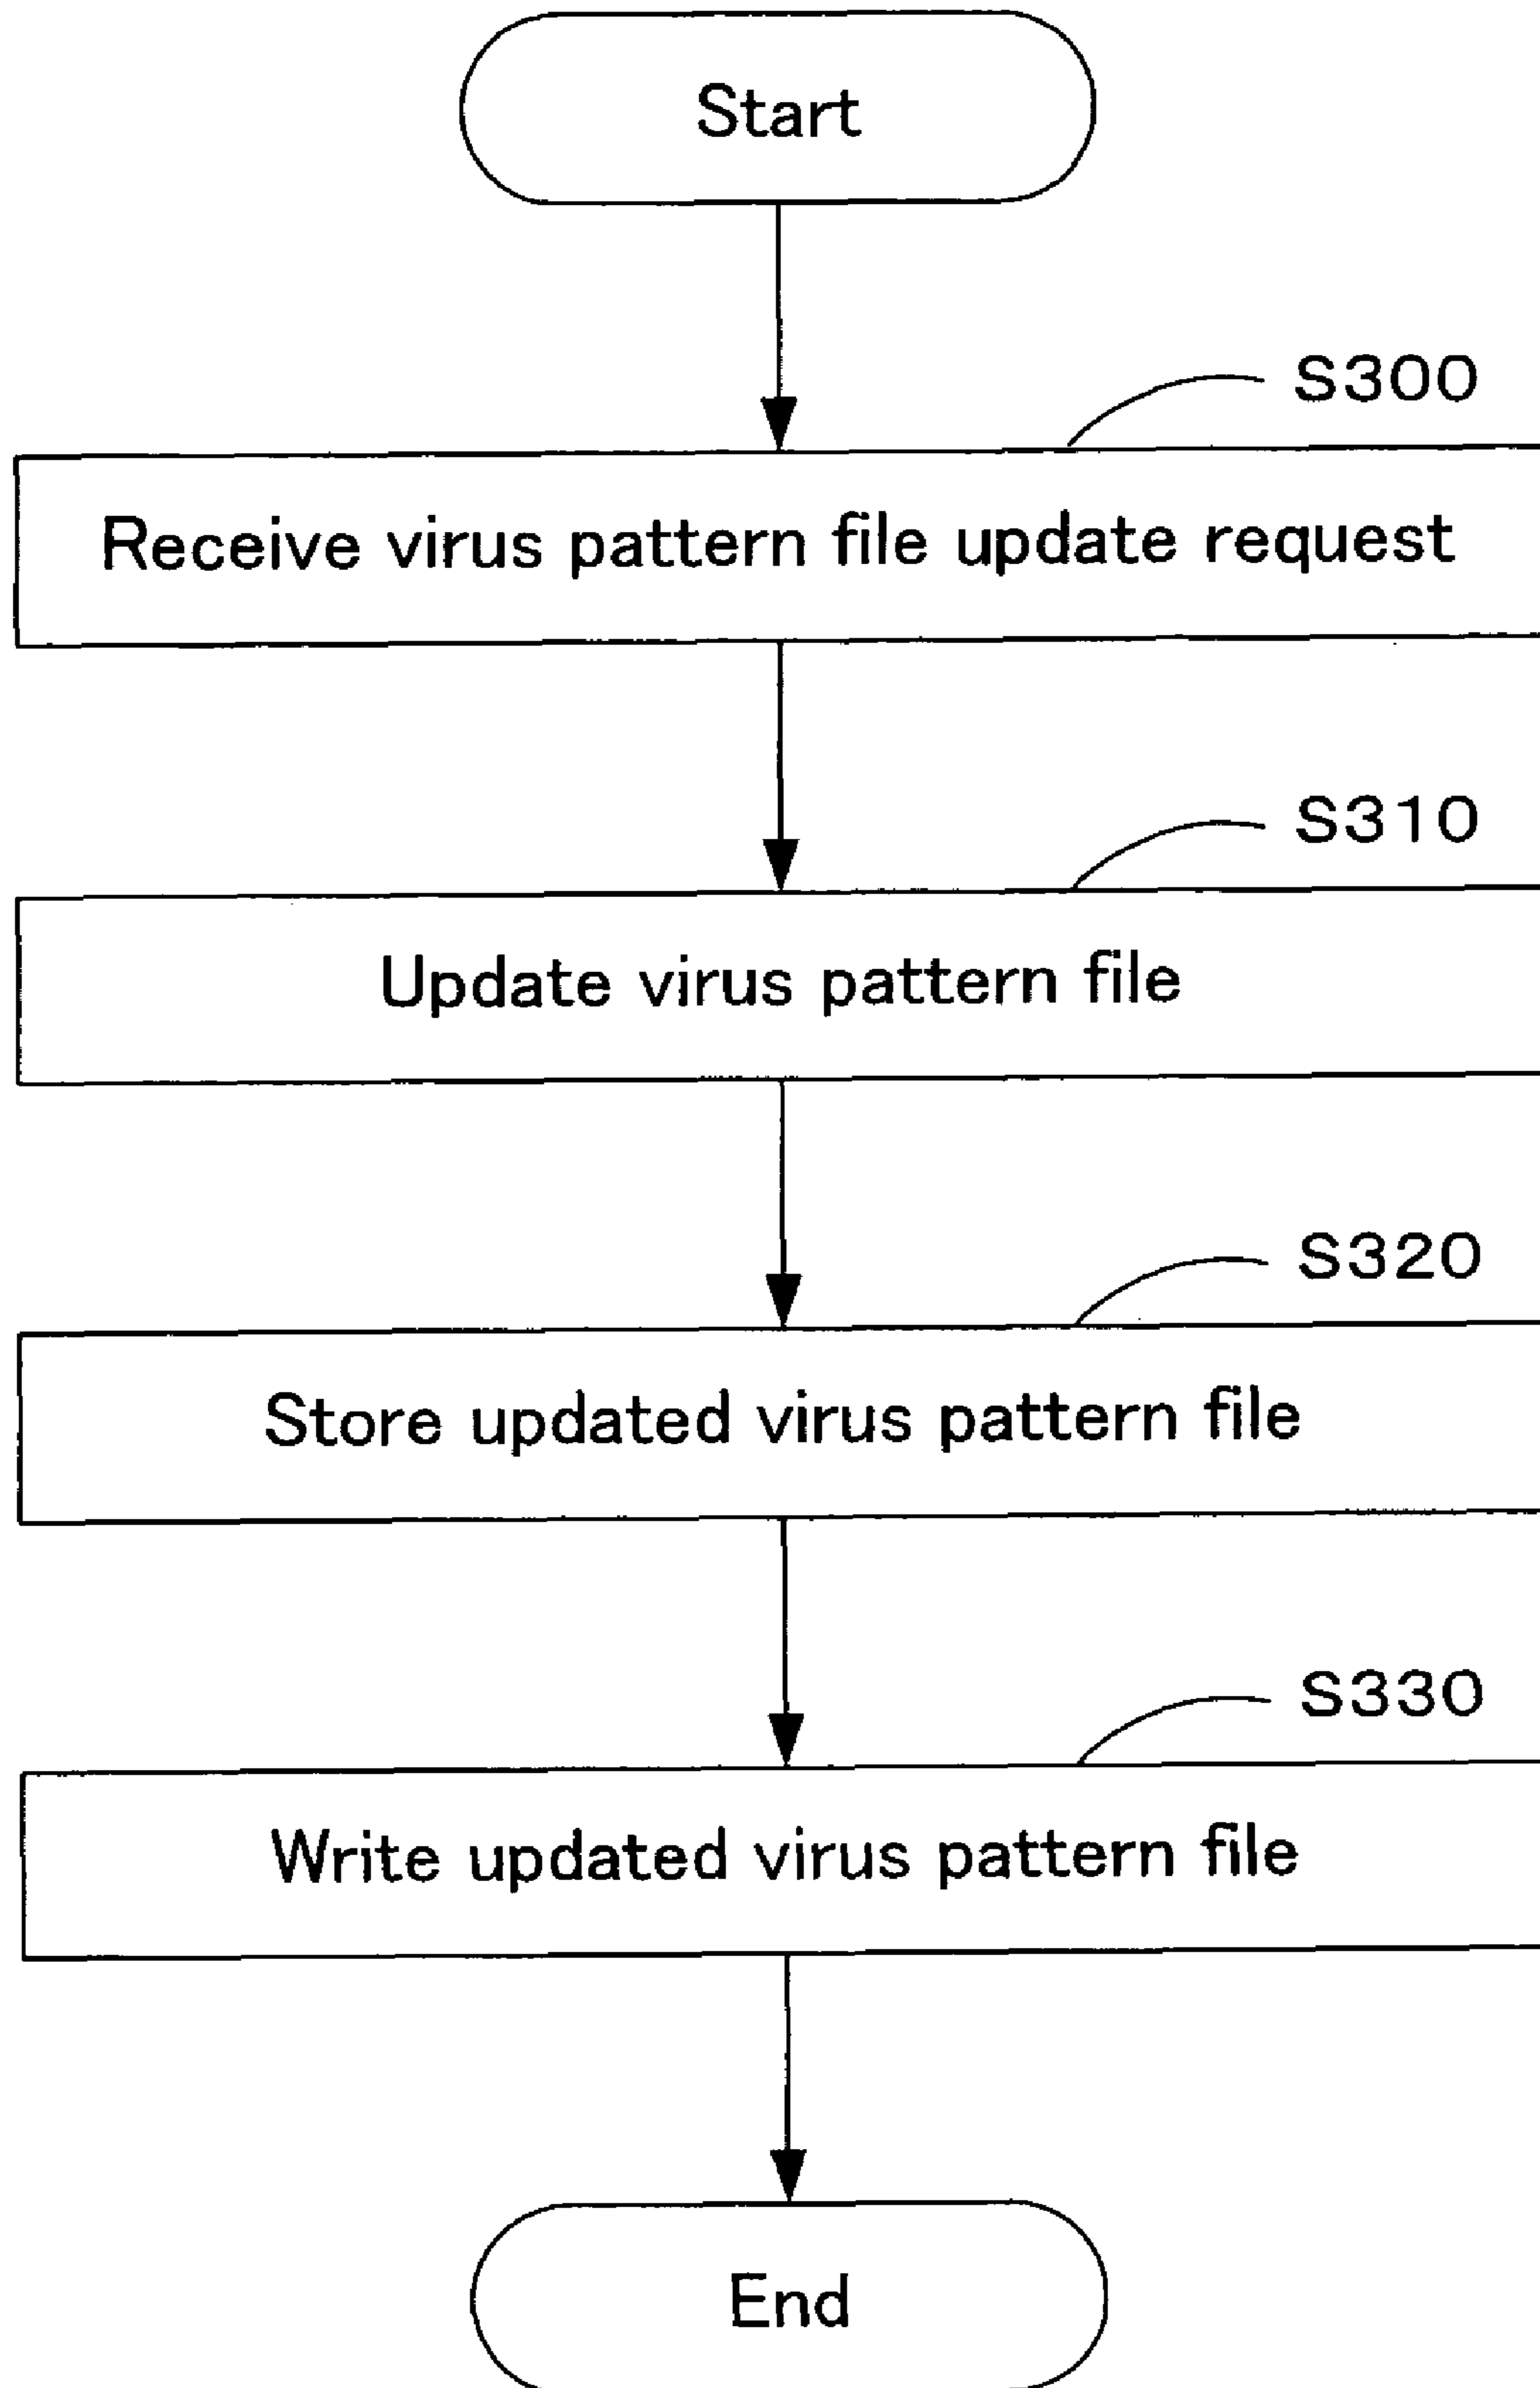 Start
S300
Receive virus pattern file update request
S310
Update virus pattern file
S320
Store updated virus pattern file
S330
Write updated virus pattern file
End